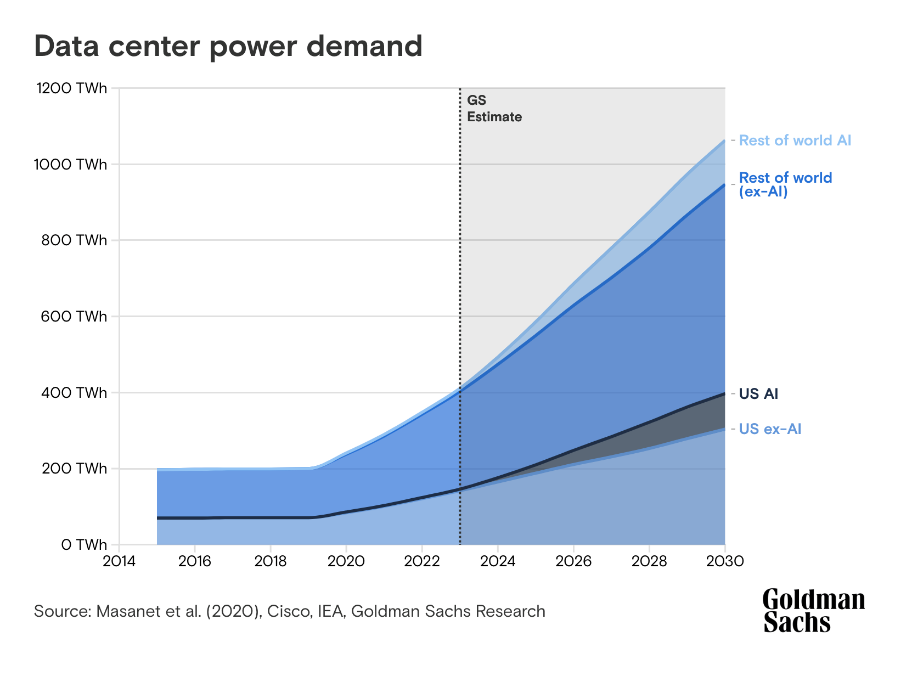 Data center power demand
1200 TWh
GS
Estimate
Rest of world AI
1000 TWh
Rest of world
(ex-AI)
800 TWh
600 TWh
400 TWh
US AI
US ex-AI
200 TWh
0 TWh
2014 2016 2018 2020 2022 2024 2026 2028 2030
Source: Masanet et al. (2020), Cisco, IEA, Goldman Sachs Research
Goldman
Sachs